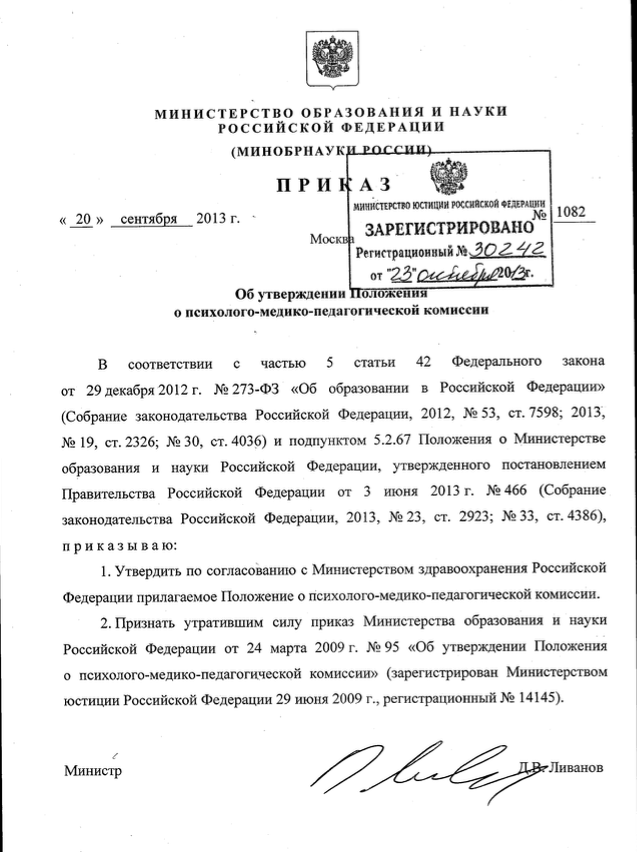 МИНИСТЕРСТВО ОБРАЗОВАНИЯ И НАУКИ
РОССИЙСКОЙ ФЕДЕРАЦИИ
(МИНОБРНАУКИ РОССИИ)
ПРИКАЗ
МИНИСТЕРСТВО ЮСТИЦИИ РОССИЙСКОЙ ФЕДЕРАЦИИ
ЗАРЕГИСТРИРОВАНО
Регистрационный № 30242
от "23" октября 2013г.
« 20 » сентября 2013 г.
№ 1082
Москва
Об утверждении Положения
о психолого-медико-педагогической комиссии
В соответствии с частью 5 статьи 42 Федерального закона
от 29 декабря 2012 г. № 273-ФЗ «Об образовании в Российской Федерации»
(Собрание законодательства Российской Федерации, 2012, № 53, ст. 7598; 2013,
№ 19, ст. 2326; № 30, ст. 4036) и подпунктом 5.2.67 Положения о Министерстве
образования и науки Российской Федерации, утвержденного постановлением
Правительства Российской Федерации от 3 июня 2013 г. № 466 (Собрание
законодательства Российской Федерации, 2013, № 23, ст. 2923; № 33, ст. 4386),
приказываю:
1. Утвердить по согласованию с Министерством здравоохранения Российской
Федерации прилагаемое Положение о психолого-медико-педагогической комиссии.
2. Признать утратившим силу приказ Министерства образования и науки
Российской Федерации от 24 марта 2009 г. № 95 «Об утверждении Положения
о психолого-медико-педагогической комиссии» (зарегистрирован Министерством
юстиции Российской Федерации 29 июня 2009 г., регистрационный № 14145).
Министр
Д.В. Ливанов